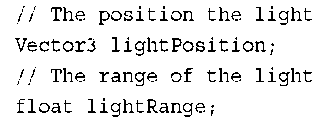 // The position the light
Vector3 lightPosition;
// The range of the light
float lightRange;